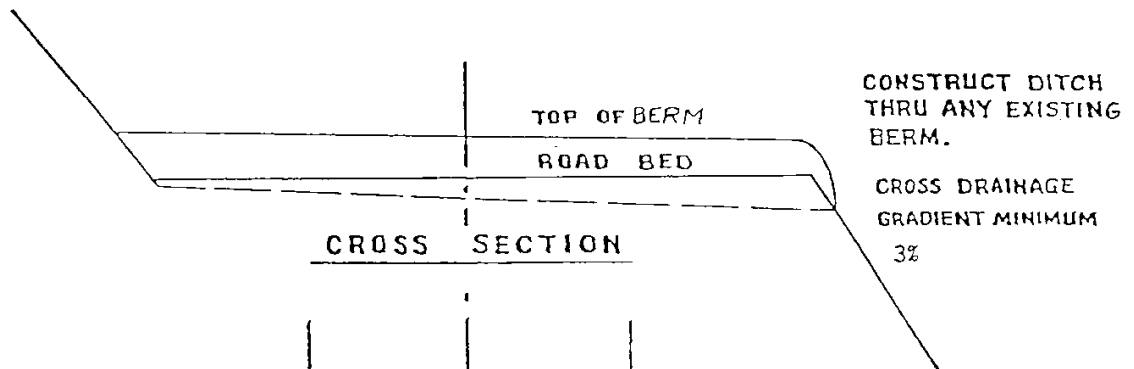 TOP OF BERM
ROAD BED
CROSS SECTION
CONSTRUCT DITCH
THRU ANY EXISTING
BERM.
CROSS DRAINAGE
GRADIENT MINIMUM
3%